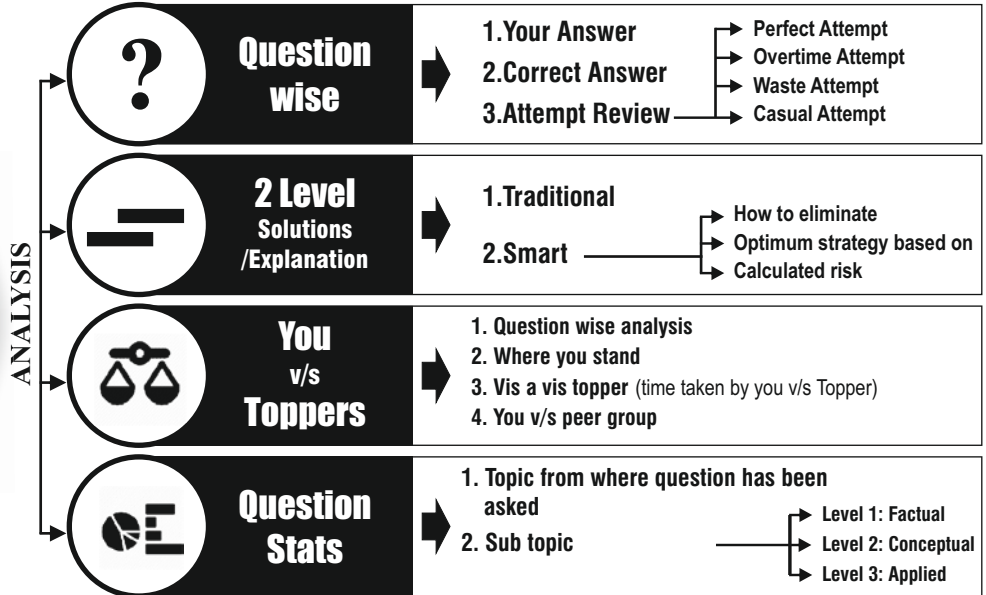 ANALYSIS
?
Question
wise
1.Your Answer
2.Correct Answer
3.Attempt Review
Perfect Attempt
Overtime Attempt
Waste Attempt
Casual Attempt
2 Level
Solutions
/Explanation
1.Traditional
2.Smart
How to eliminate
Optimum strategy based on
Calculated risk
You
v/s
Toppers
1. Question wise analysis
2. Where you stand
3. Vis a vis topper (time taken by you v/s Topper)
4. You v/s peer group
Question
Stats
1. Topic from where question has been
asked
2. Sub topic
Level 1: Factual
Level 2: Conceptual
Level 3: Applied